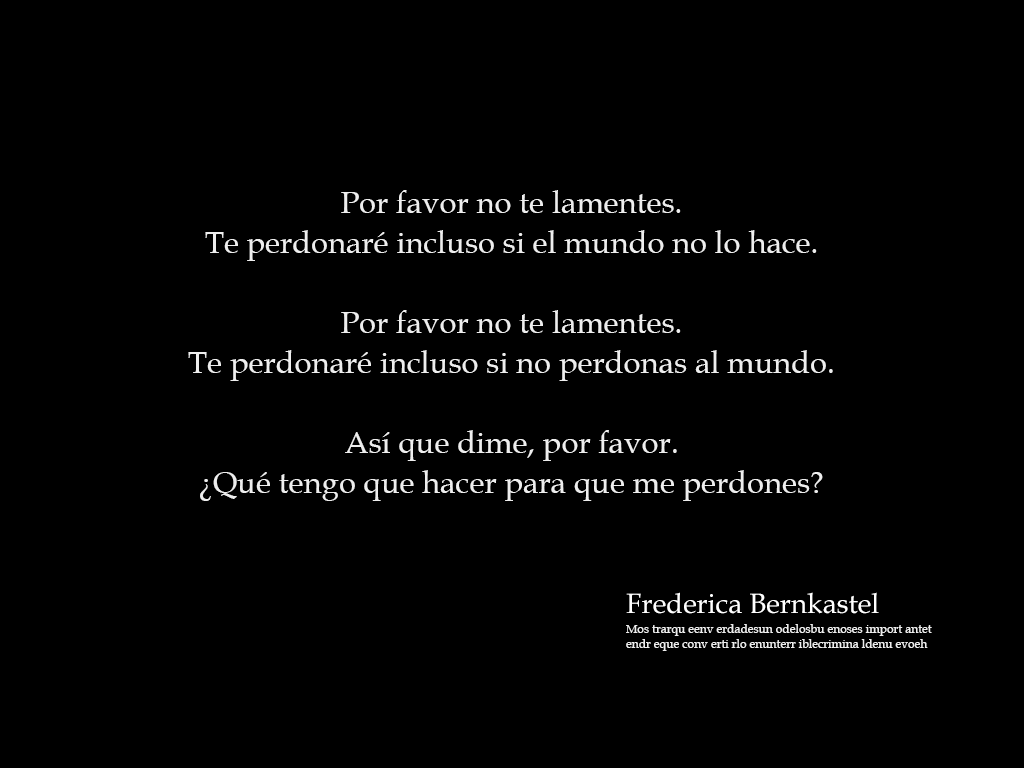 Por favor no te lamentes.
Te perdonaré incluso si el mundo no lo hace.
Por favor no te lamentes.
Te perdonaré incluso si no perdonas al mundo.
Así que dime, por favor.
¿Qué tengo que hacer para que me perdones?
Frederica Bernkastel
Mos trarqu eenv erdadesun odelosbu enoses import antet
endr eque conv erti rlo enunterr iblecrimina ldenu evoeh